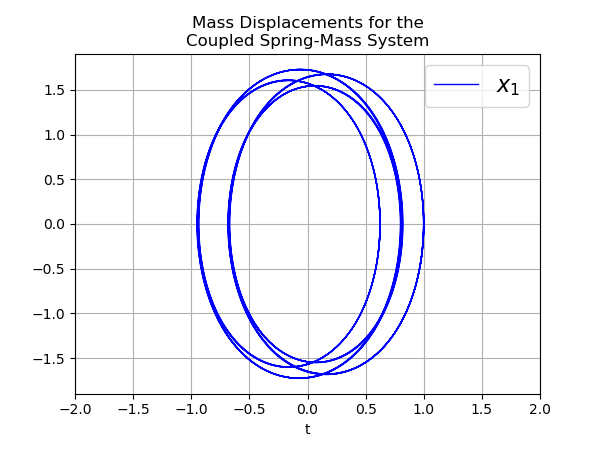 Mass Displacements for the
Coupled Spring-Mass System
x₁
1.5
1.0
0.5
0.0
−0.5
−1.0
−1.5
−2.0 −1.5 −1.0 −0.5 0.0 0.5 1.0 1.5 2.0
t